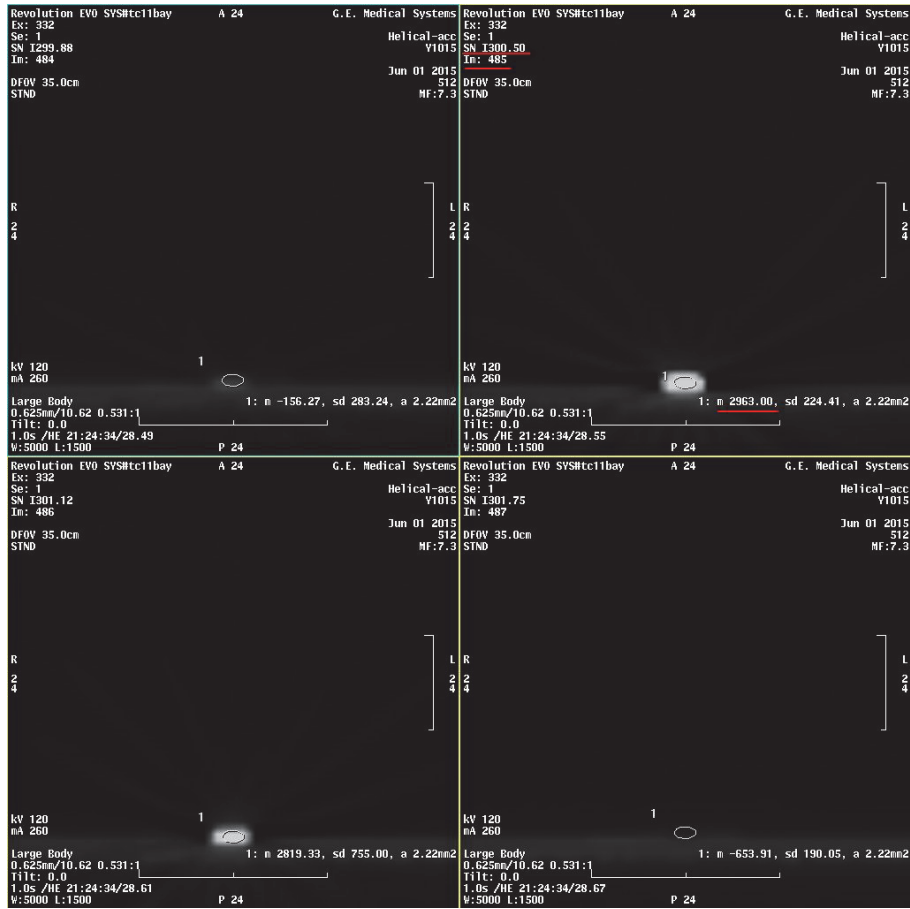 Revolution EVO SYS#tc11bay A 24 G.E. Medical Systems
Ex: 332
Se: 1 Helical-acc
SN I299.88 Y1015
Im: 484
Jun 01 2015
DFOV 35.0cm 512
STND MF:7.3
R L
2 2
4 4
1
kV 120
mA 260
Large Body 1: m -156.27, sd 283.24, a 2.22mm2
0.625mm/10.62 0.531:1
Tilt: 0.0
1.0s /HE 21:24:34/28.49
W:5000 L:1500 P 24
Revolution EVO SYS#tc11bay A 24 G.E. Medical Systems
Ex: 332
Se: 1 Helical-acc
SN I300.50 Y1015
Im: 485
Jun 01 2015
DFOV 35.0cm 512
STND MF:7.3
R L
2 2
4 4
1
kV 120
mA 260
Large Body 1: m 2963.00, sd 224.41, a 2.22mm2
0.625mm/10.62 0.531:1
Tilt: 0.0
1.0s /HE 21:24:34/28.55
W:5000 L:1500 P 24
Revolution EVO SYS#tc11bay A 24 G.E. Medical Systems
Ex: 332
Se: 1 Helical-acc
SN I301.12 Y1015
Im: 486
Jun 01 2015
DFOV 35.0cm 512
STND MF:7.3
R L
2 2
4 4
1
kV 120
mA 260
Large Body 1: m 2819.33, sd 755.00, a 2.22mm2
0.625mm/10.62 0.531:1
Tilt: 0.0
1.0s /HE 21:24:34/28.61
W:5000 L:1500 P 24
Revolution EVO SYS#tc11bay A 24 G.E. Medical Systems
Ex: 332
Se: 1 Helical-acc
SN I301.75 Y1015
Im: 487
Jun 01 2015
DFOV 35.0cm 512
STND MF:7.3
R L
2 2
4 4
1
kV 120
mA 260
Large Body 1: m -653.91, sd 190.05, a 2.22mm2
0.625mm/10.62 0.531:1
Tilt: 0.0
1.0s /HE 21:24:34/28.67
W:5000 L:1500 P 24